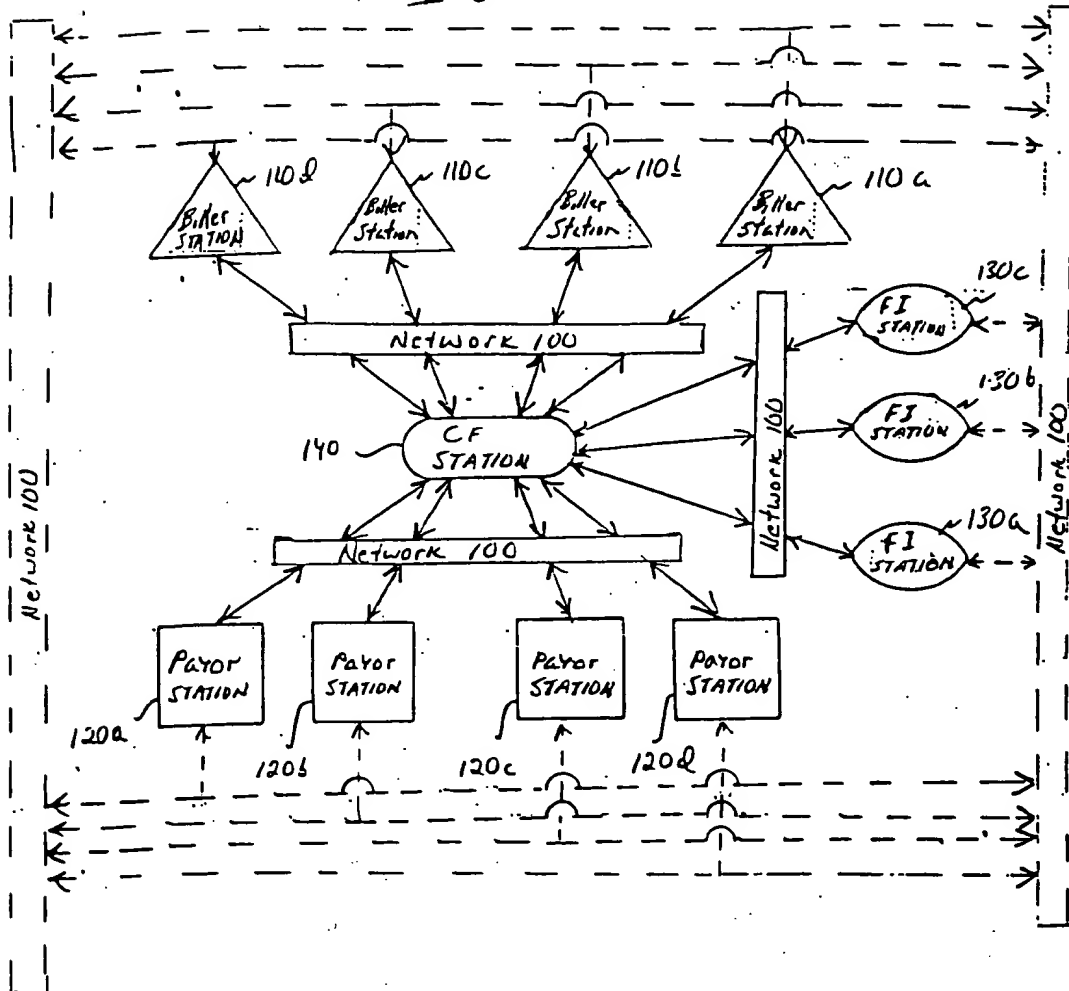 110d
110c
110b
110a
Biller
STATION
Biller
Station
Biller
Station
Biller
Station
130c
FI
STATION
Network 100
130b
FI
STATION
Network 100
140
CF
STATION
130a
FI
STATION
Network 100
Network 100
Network 100
Payor
STATION
Payor
STATION
Payor
STATION
Payor
STATION
120a
120b
120c
120d